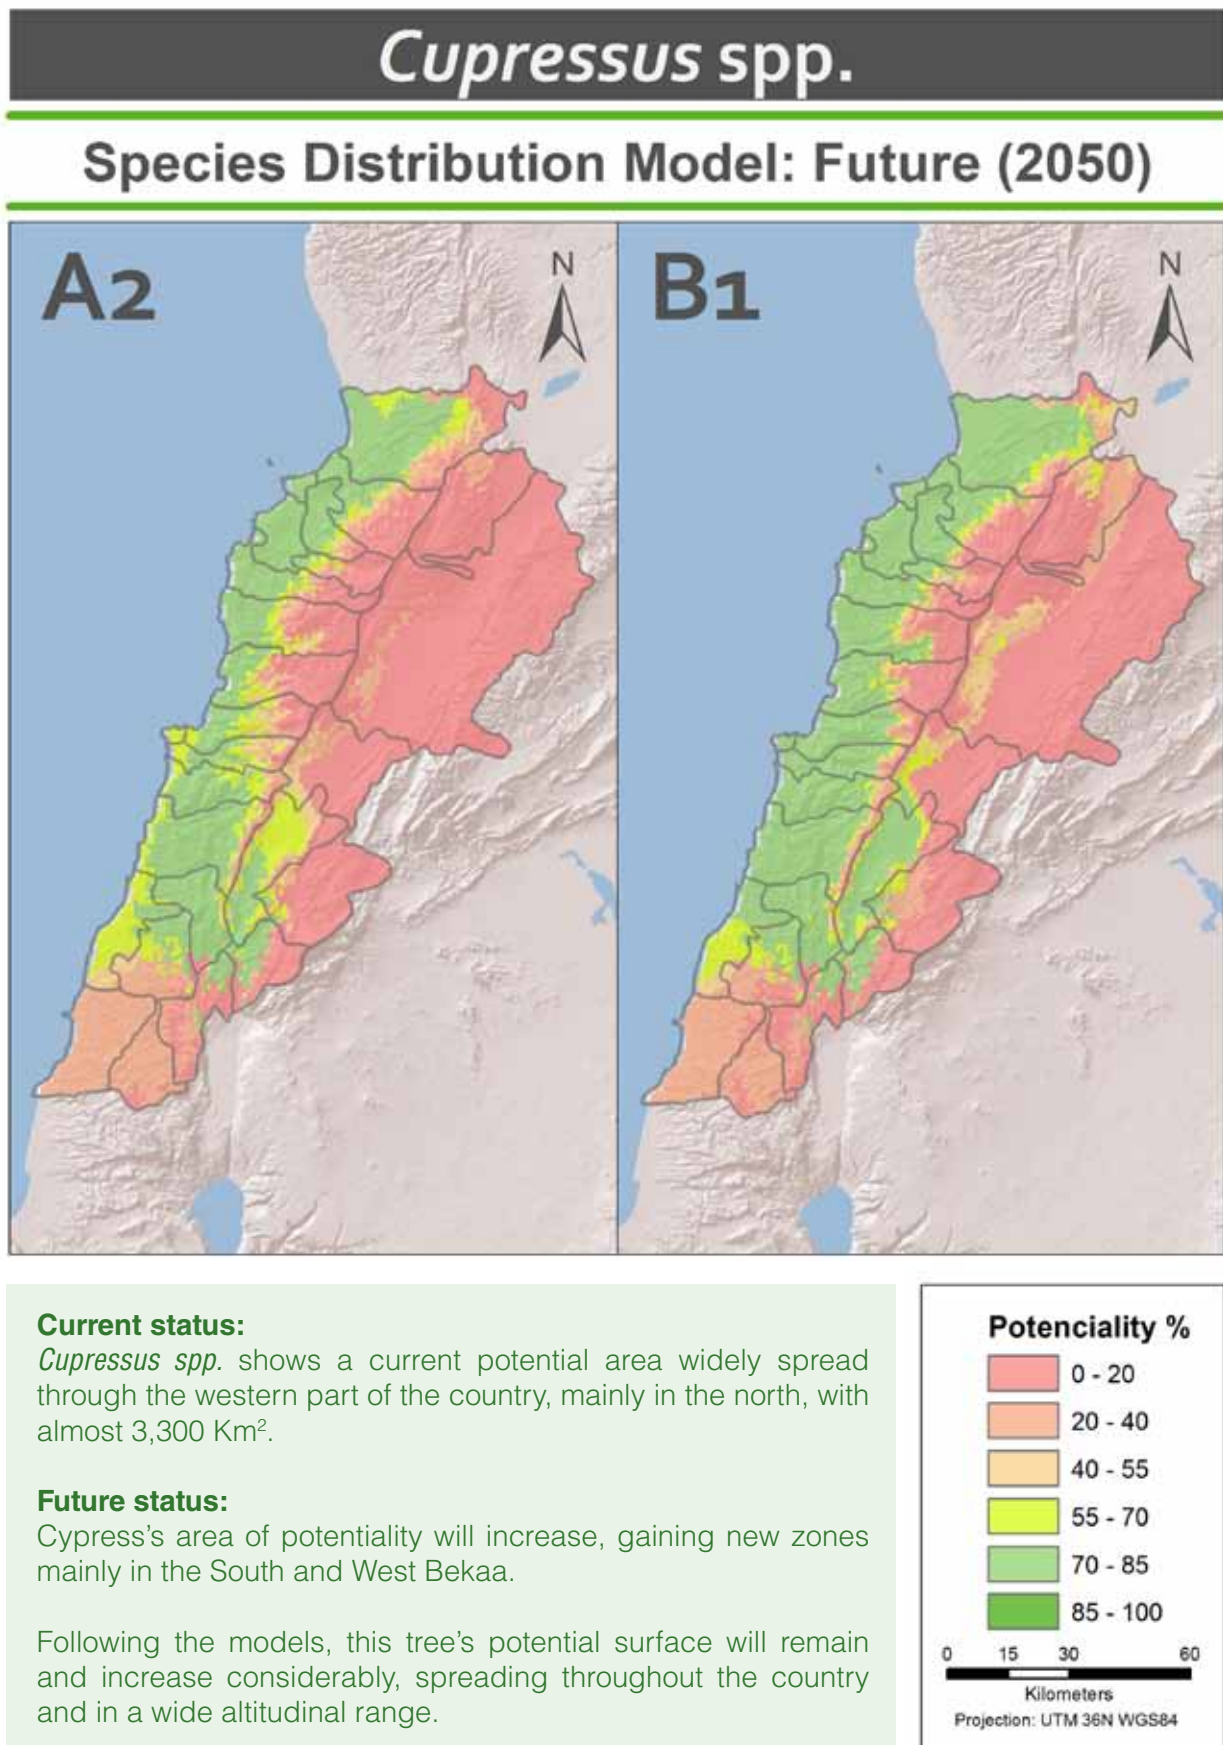 Cupressus spp.
Species Distribution Model: Future (2050)
A2
N
B1
N
Current status:
Cupressus spp. shows a current potential area widely spread
through the western part of the country, mainly in the north, with
almost 3,300 Km².
Future status:
Cypress’s area of potentiality will increase, gaining new zones
mainly in the South and West Bekaa.
Following the models, this tree’s potential surface will remain
and increase considerably, spreading throughout the country
and in a wide altitudinal range.
Potenciality %
0 - 20
20 - 40
40 - 55
55 - 70
70 - 85
85 - 100
0 15 30 60
Kilometers
Projection: UTM 36N WGS84